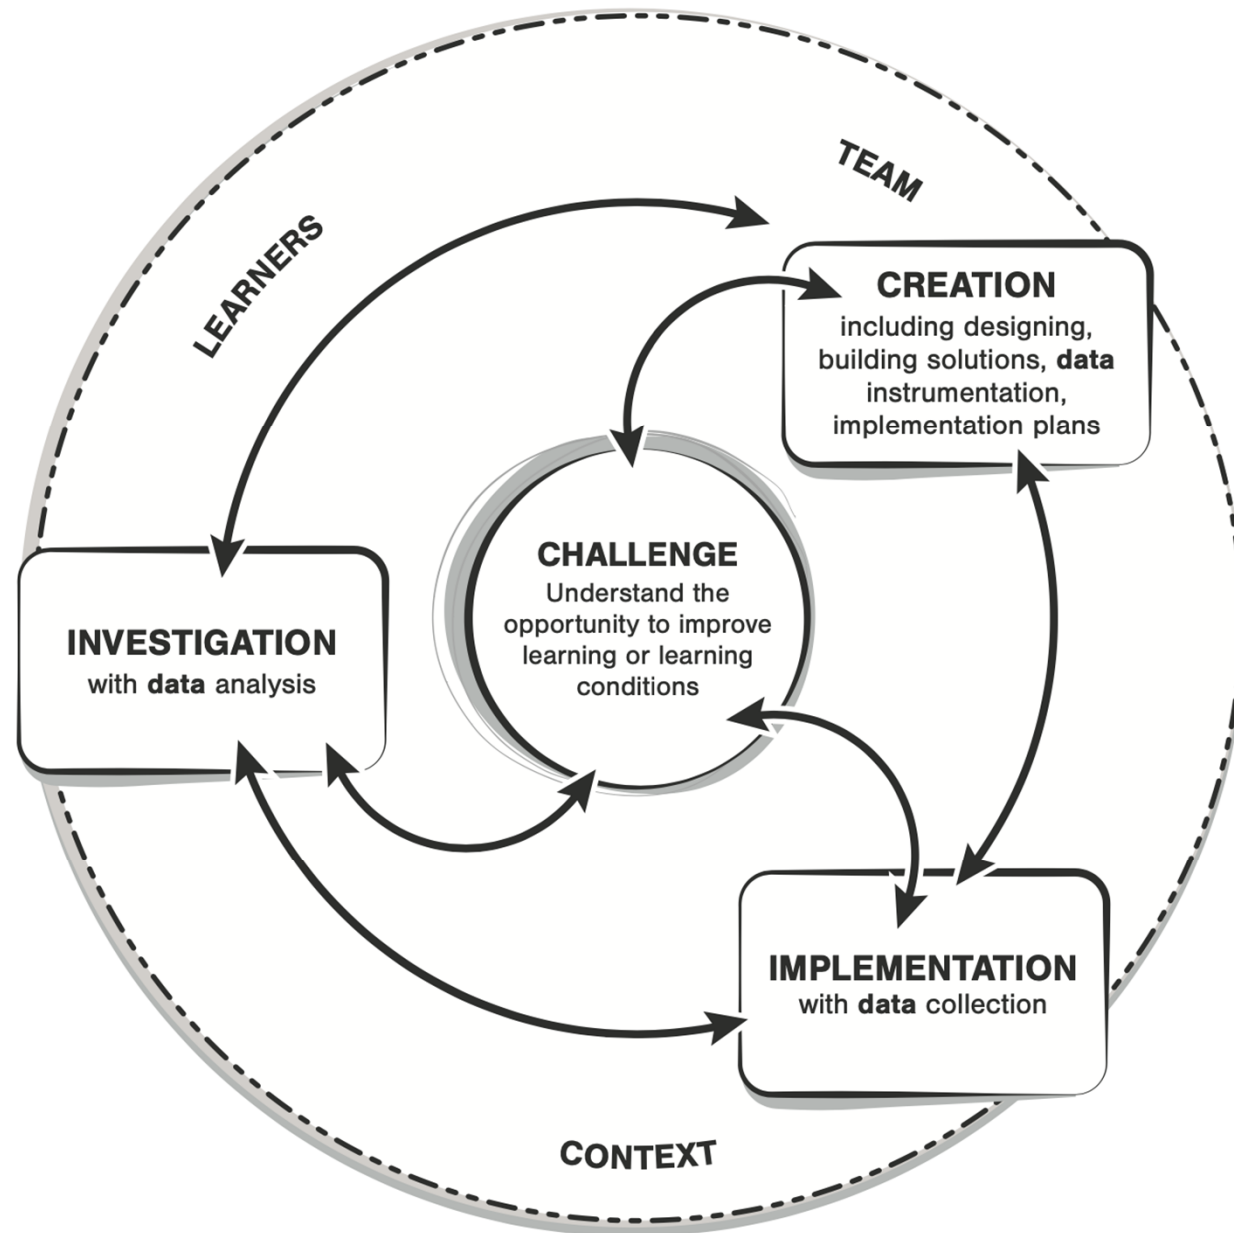 TEAM
LEARNERS
CREATION
including designing,
building solutions, data
instrumentation,
implementation plans
CHALLENGE
Understand the
opportunity to improve
learning or learning
conditions
INVESTIGATION
with data analysis
IMPLEMENTATION
with data collection
CONTEXT